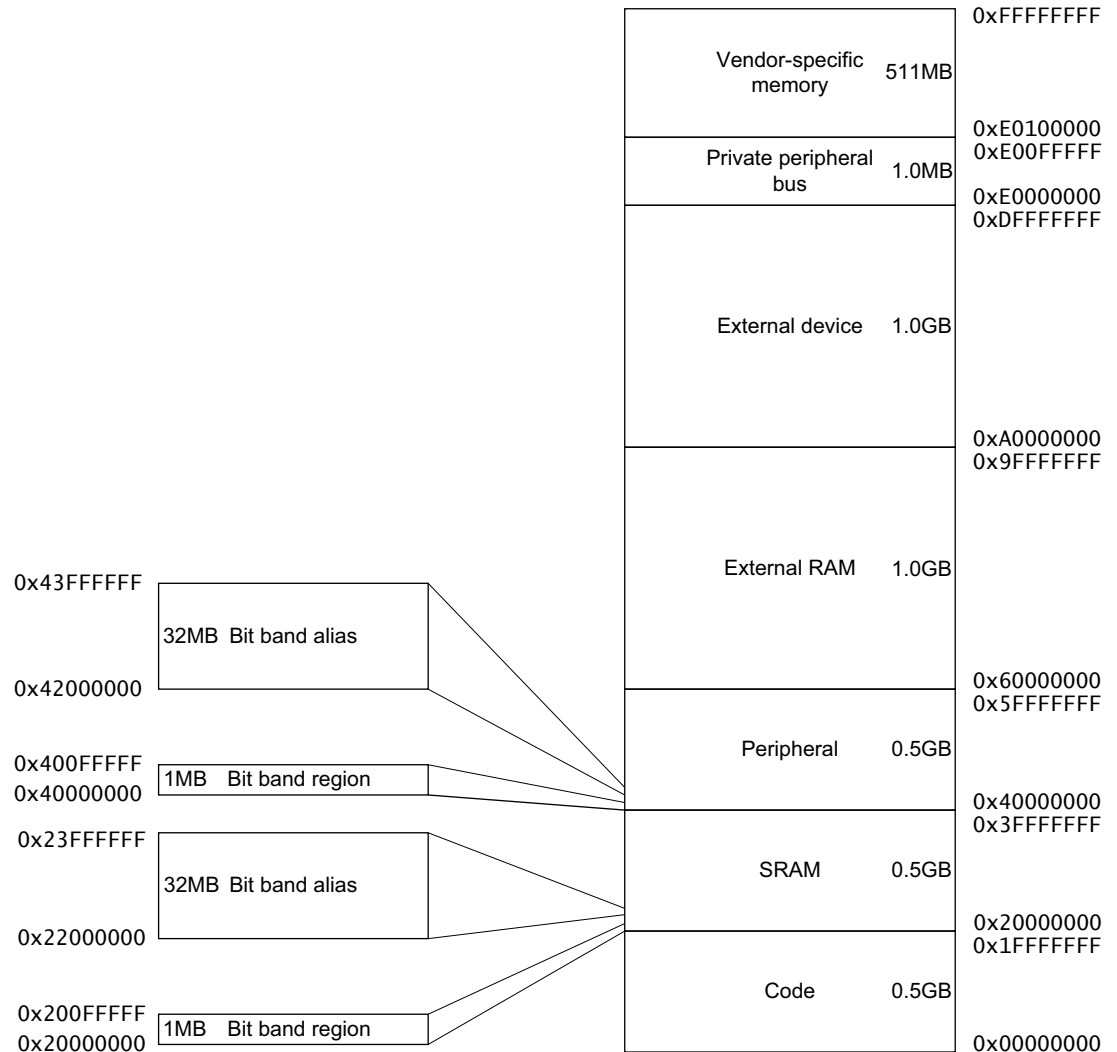 0xFFFFFFFF
Vendor-specific
memory
511MB
0xE0100000
0xE00FFFFF
Private peripheral
bus
1.0MB
0xE0000000
0xDFFFFFFF
External device 1.0GB
0xA0000000
0x9FFFFFFF
External RAM 1.0GB
0x60000000
0x5FFFFFFF
Peripheral 0.5GB
0x40000000
0x3FFFFFFF
SRAM 0.5GB
0x20000000
0x1FFFFFFF
Code 0.5GB
0x00000000
0x43FFFFFF
32MB Bit band alias
0x42000000
0x400FFFFF
1MB Bit band region
0x40000000
0x23FFFFFF
32MB Bit band alias
0x22000000
0x200FFFFF
1MB Bit band region
0x20000000